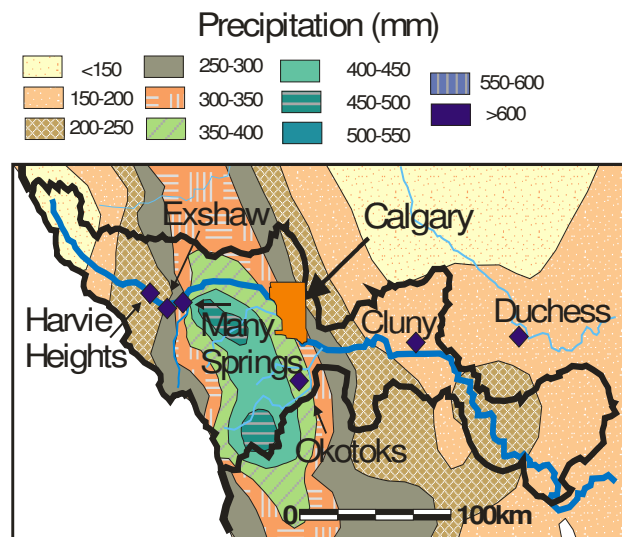 Precipitation (mm)
<150
250-300
400-450
550-600
150-200
300-350
450-500
>600
200-250
350-400
500-550
Exshaw
Calgary
Harvie
Heights
Many
Springs
Cluny
Duchess
Okotoks
0
100km